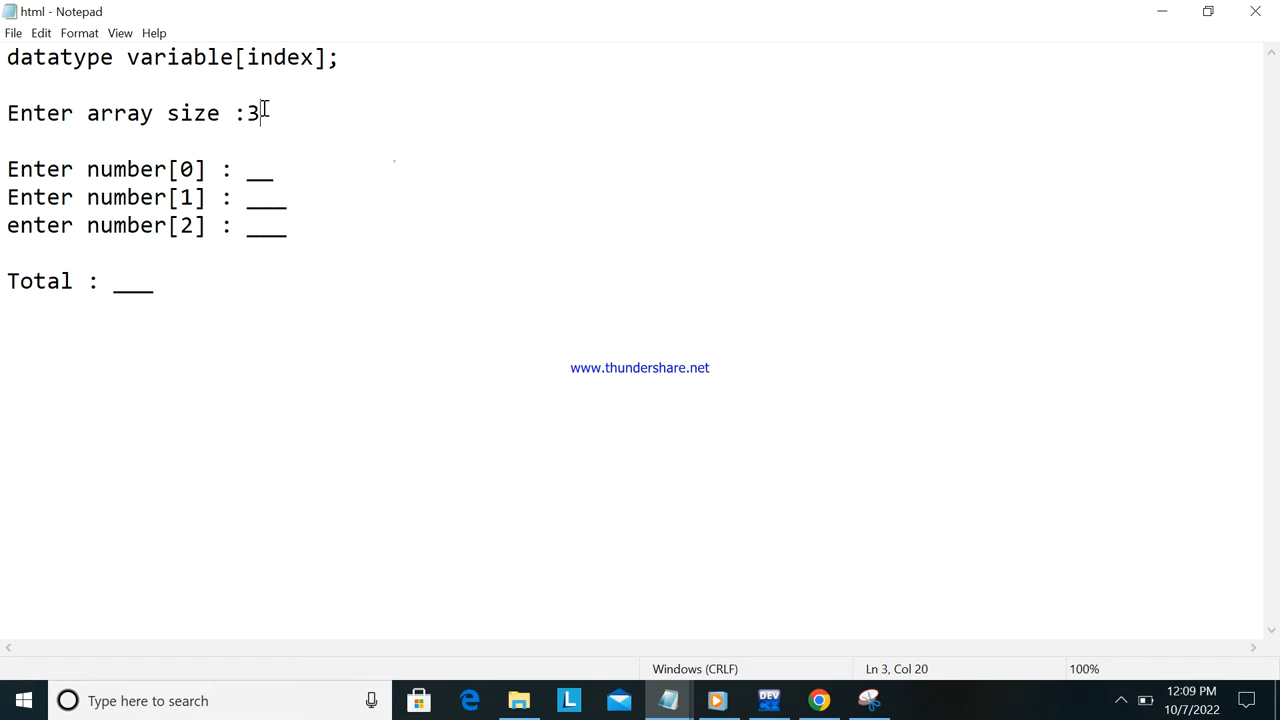 html - Notepad
File Edit Format View Help
datatype variable[index];
Enter array size :3
Enter number[0] : __
Enter number[1] : ___
enter number[2] : ___
Total : ___
www.thundershare.net
Windows (CRLF) Ln 3, Col 20 100%
Type here to search
L
DEV
12:09 PM
10/7/2022